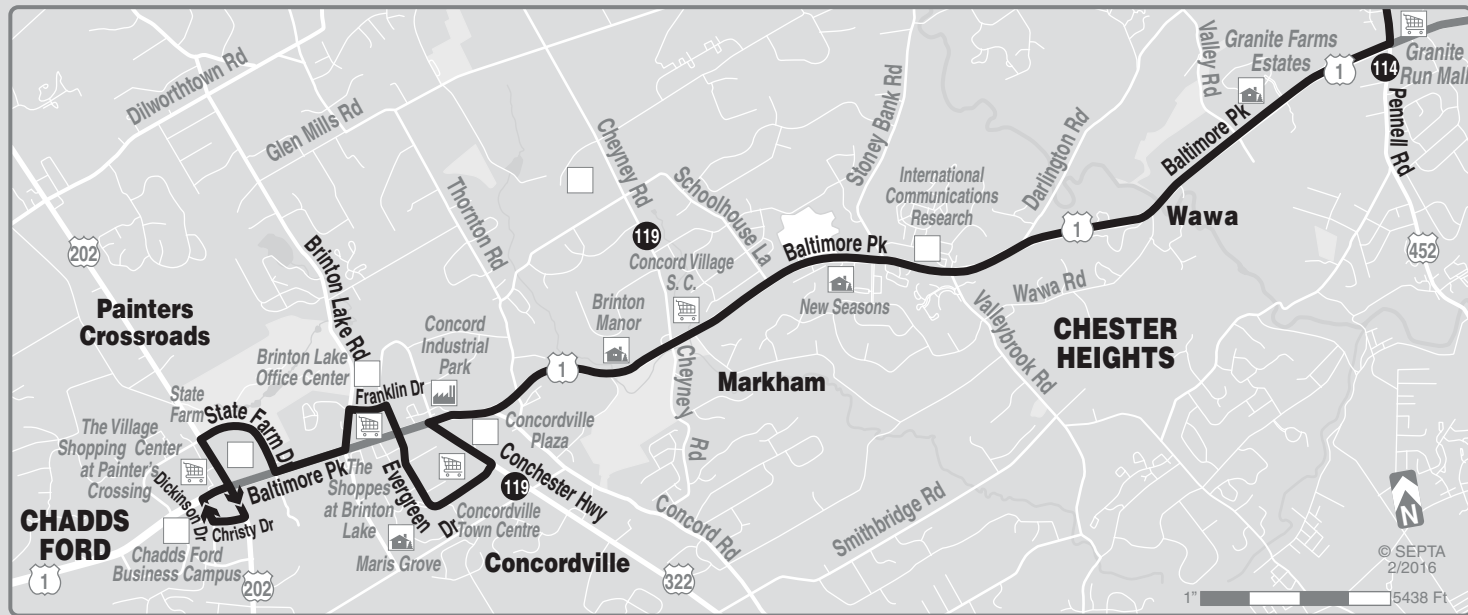 Dilworthtown Rd
Glen Mills Rd
Cheyney Rd
Schoolhouse La
Stoney Bank Rd
Valley Rd
Granite Farms
Estates
1
114
Granite
Run Mall
Pennell Rd
Baltimore Pk
Darlington Rd
International
Communications
Research
Thornton Rd
202
119
Concord Village
S. C.
Baltimore Pk
1
Wawa
452
Brinton Lake Rd
Painters
Crossroads
Brinton
Manor
New Seasons
Wawa Rd
Valleybrook Rd
CHESTER
HEIGHTS
Concord
Industrial
Park
Brinton Lake
Office Center
Franklin Dr
1
Cheyney
Rd
Markham
State
Farm
State Farm D
The Village
Shopping Center
at Painter's
Crossing
Concordville
Plaza
Baltimore Pk
The
Shoppes
at Brinton
Lake
Evergreen
Dr
Conchester Hwy
119
Concordville
Town Centre
Dickinson Dr
Christy Dr
CHADDS
FORD
Chadds Ford
Business Campus
Maris Grove
Concordville
Concord Rd
Smithbridge Rd
1
202
322
N
© SEPTA
2/2016
1"
5438 Ft